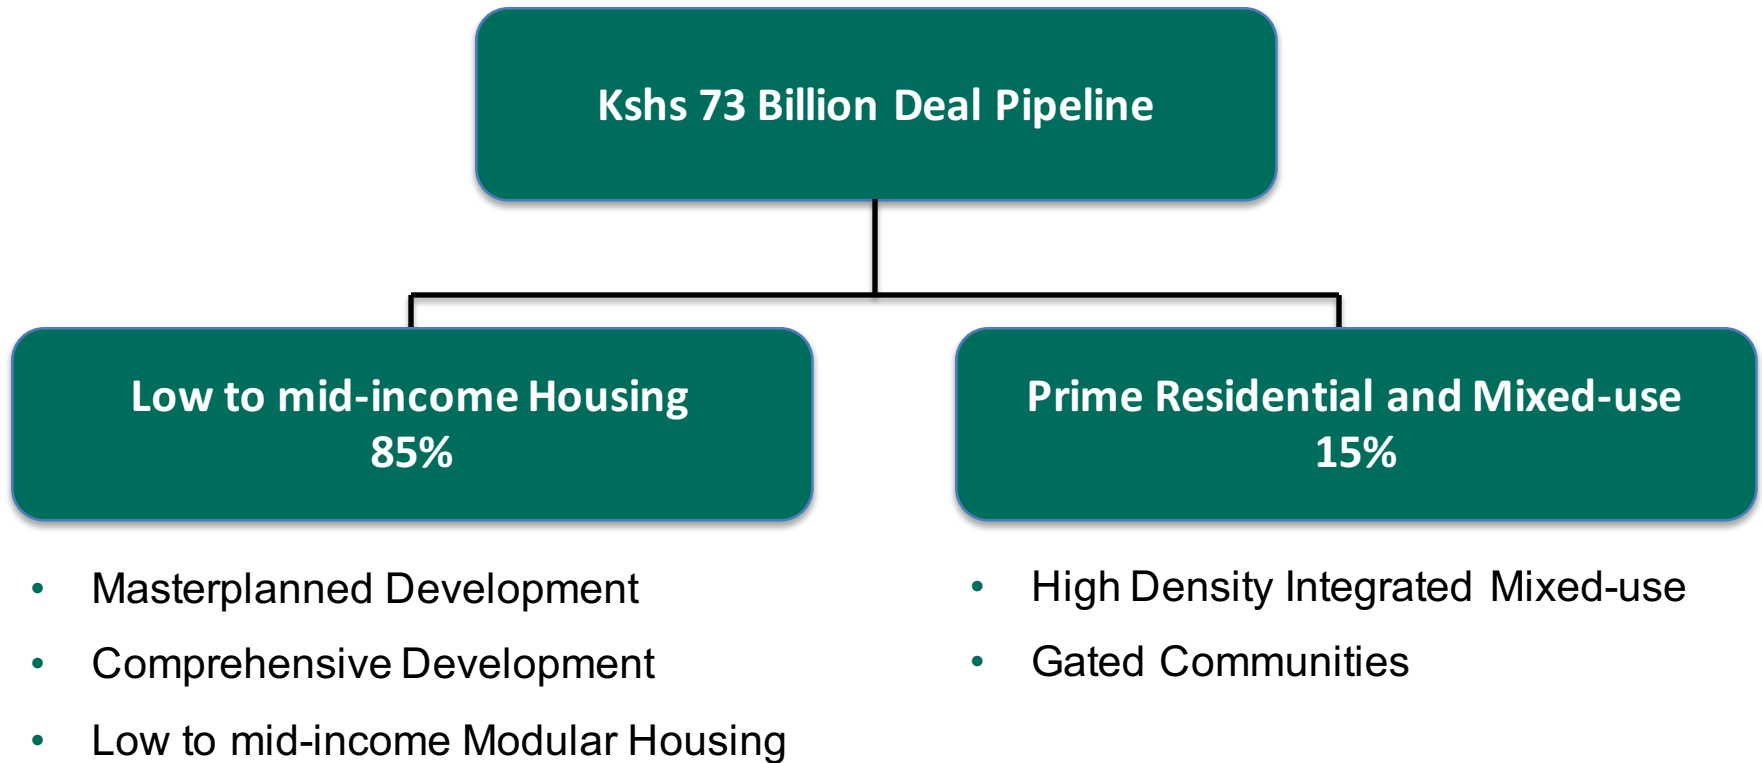 Kshs 73 Billion Deal Pipeline
Low to mid-income Housing
85%
Prime Residential and Mixed-use
15%
• Masterplanned Development
• Comprehensive Development
• Low to mid-income Modular Housing
• High Density Integrated Mixed-use
• Gated Communities